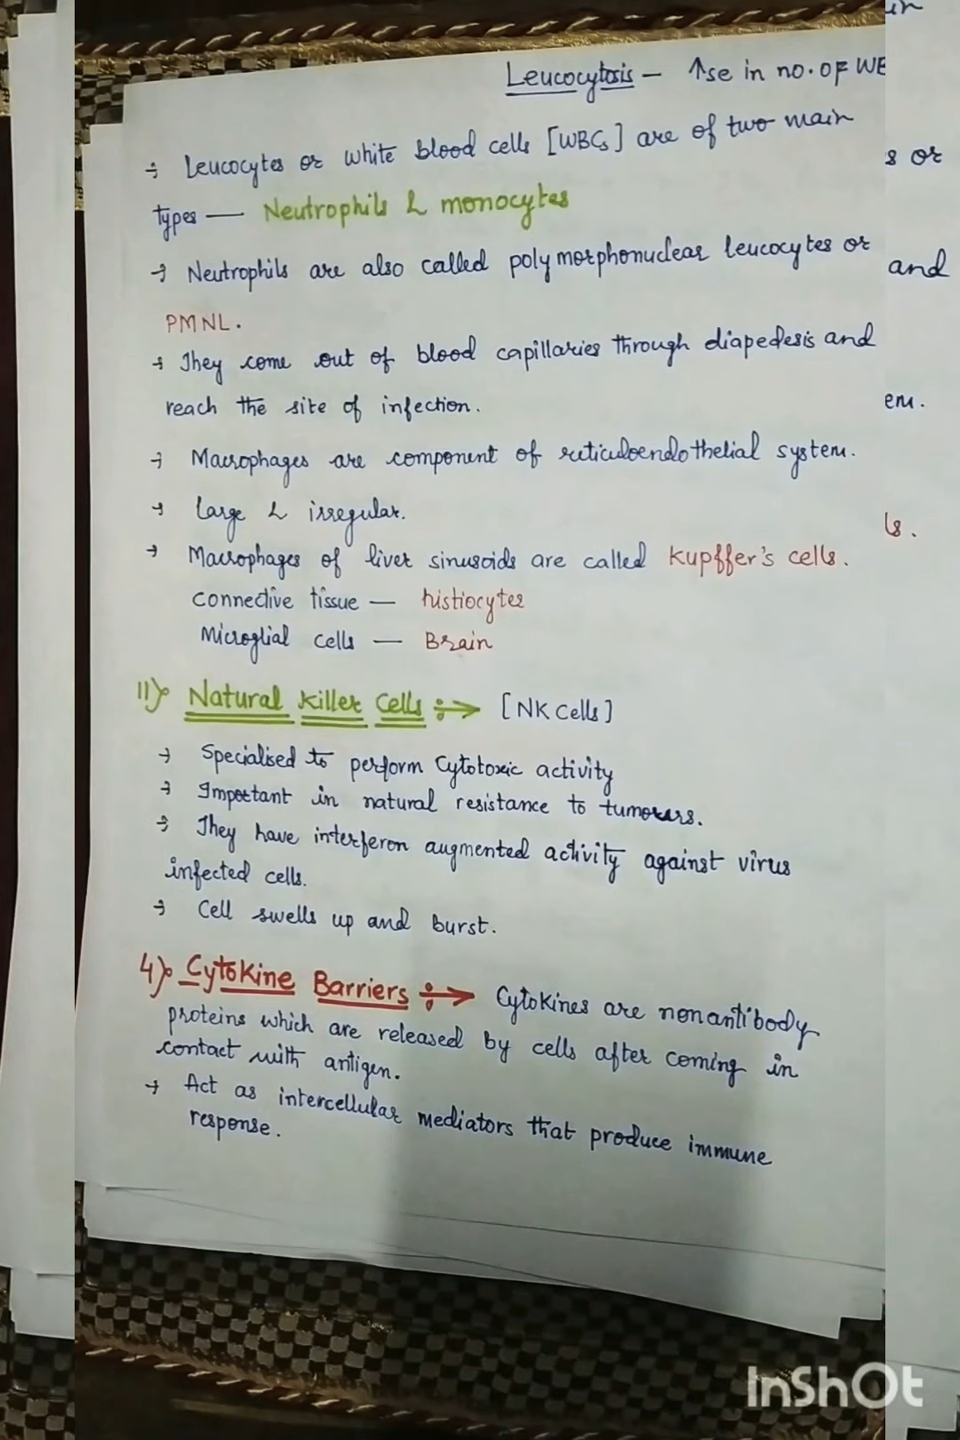 Leucocytosis — ↑se in no. of WB
→ Leucocytes or white blood cells [WBCs] are of two main
types — Neutrophils & monocytes
→ Neutrophils are also called polymorphonuclear leucocytes or
PMNL.
→ They come out of blood capillaries through diapedesis and
reach the site of infection.
→ Macrophages are component of reticuloendothelial system.
→ Large & irregular.
→ Macrophages of liver sinusoids are called Kupffer's cells.
connective tissue — histiocytes
Microglial cells — Brain
11) Natural Killer Cells ÷→ [NK Cells]
→ Specialised to perform Cytotoxic activity
→ Important in natural resistance to tumours.
→ They have interferon augmented activity against virus
infected cells.
→ Cell swells up and burst.
4) Cytokine Barriers ÷→ Cytokines are nonantibody
proteins which are released by cells after coming in
contact with antigen.
→ Act as intercellular mediators that produce immune
response.
s or
and
em.
ls.
InShOt